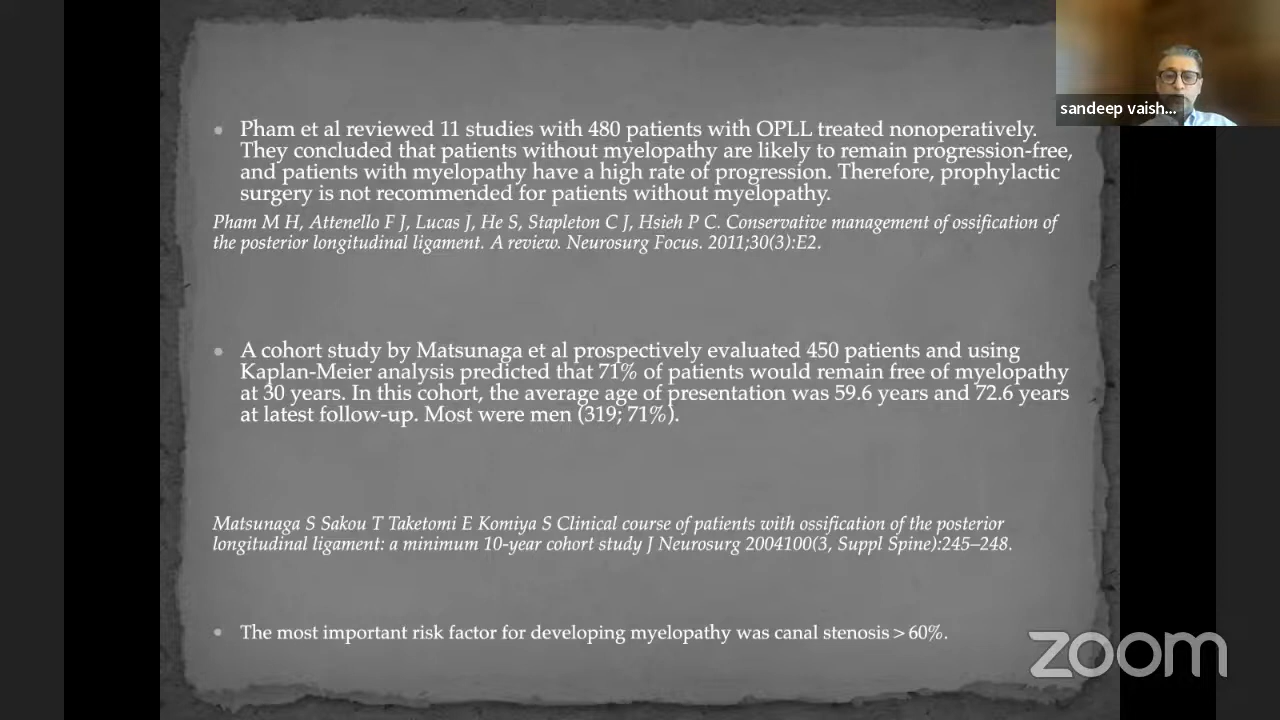 sandeep vaish...
Pham et al reviewed 11 studies with 480 patients with OPLL treated nonoperatively.
They concluded that patients without myelopathy are likely to remain progression-free,
and patients with myelopathy have a high rate of progression. Therefore, prophylactic
surgery is not recommended for patients without myelopathy.
Pham M H, Attenello F J, Lucas J, He S, Stapleton C J, Hsieh P C. Conservative management of ossification of
the posterior longitudinal ligament. A review. Neurosurg Focus. 2011;30(3):E2.
A cohort study by Matsunaga et al prospectively evaluated 450 patients and using
Kaplan-Meier analysis predicted that 71% of patients would remain free of myelopathy
at 30 years. In this cohort, the average age of presentation was 59.6 years and 72.6 years
at latest follow-up. Most were men (319; 71%).
Matsunaga S Sakou T Taketomi E Komiya S Clinical course of patients with ossification of the posterior
longitudinal ligament: a minimum 10-year cohort study J Neurosurg 2004100(3, Suppl Spine):245–248.
The most important risk factor for developing myelopathy was canal stenosis > 60%.
zoom